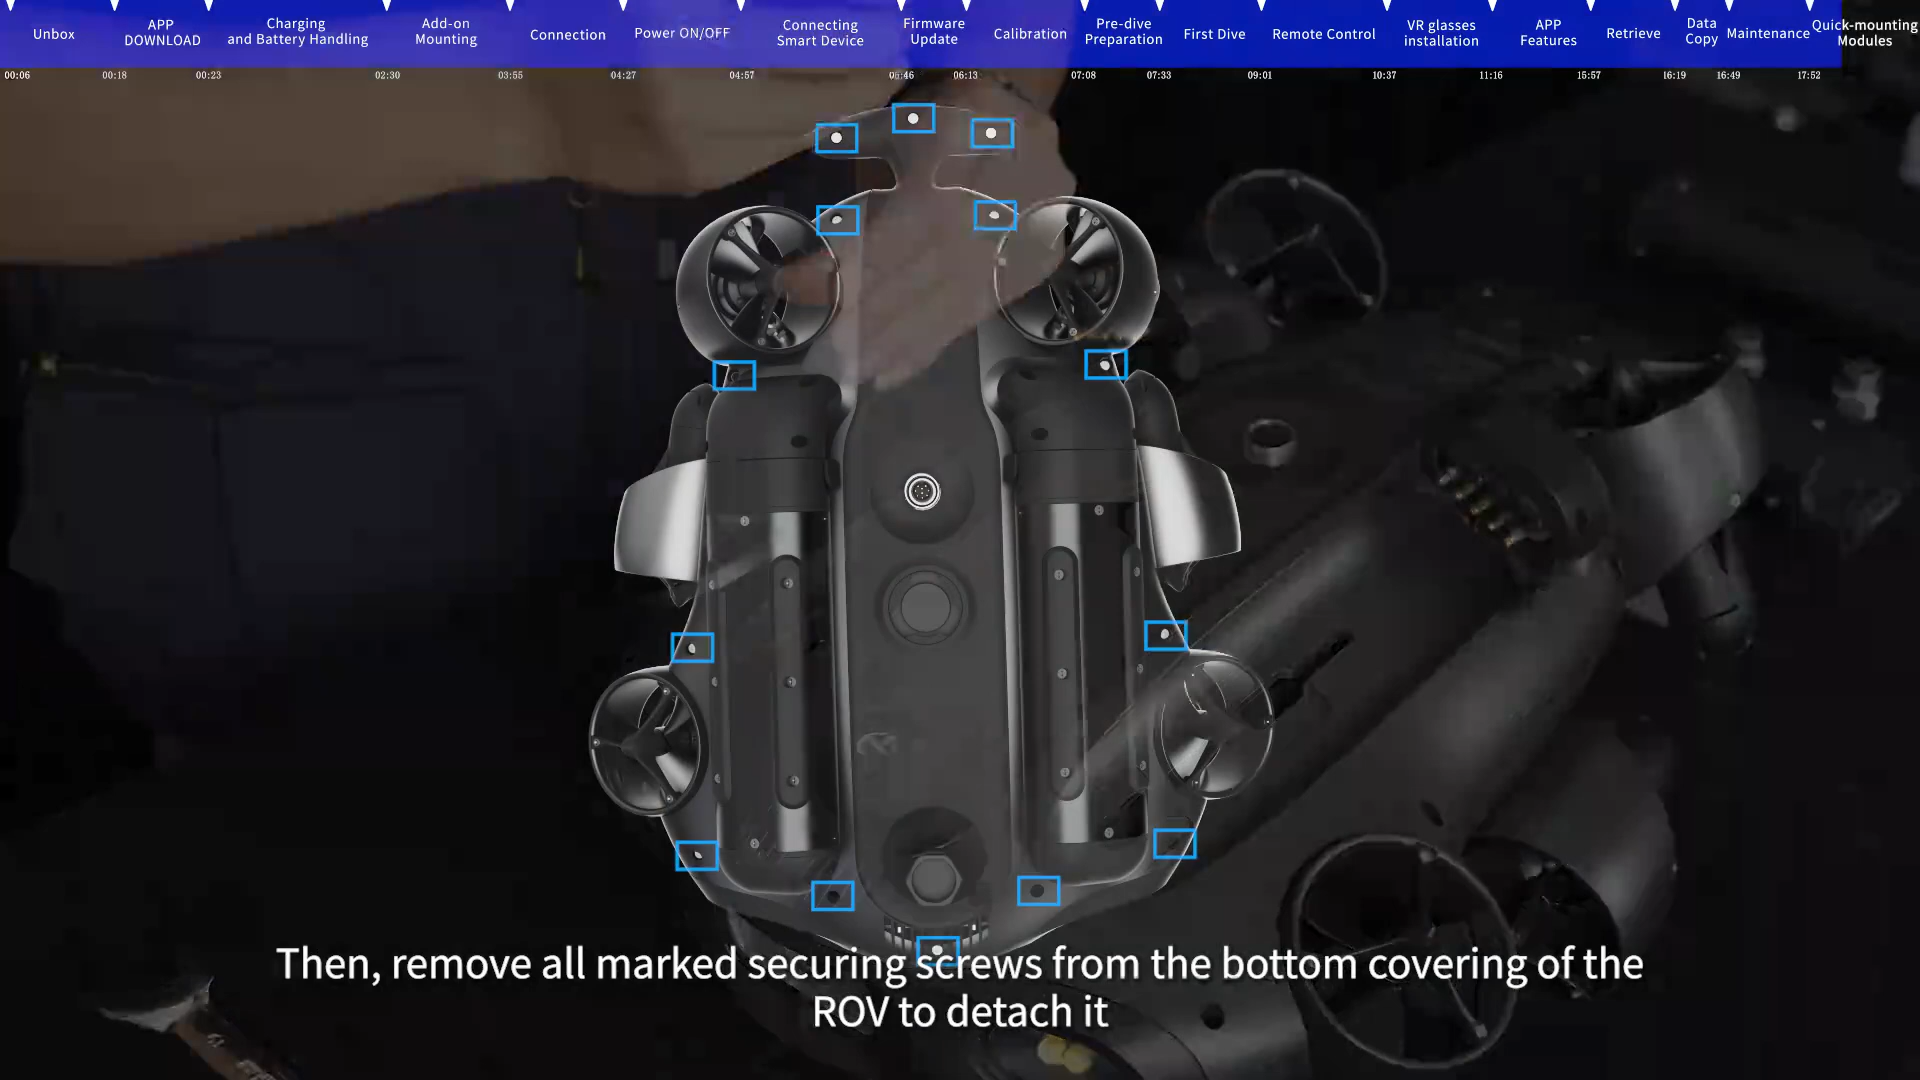 Unbox
APP
DOWNLOAD
Charging
and Battery Handling
Add-on
Mounting
Connection
Power ON/OFF
Connecting
Smart Device
Firmware
Update
Calibration
Pre-dive
Preparation
First Dive
Remote Control
VR glasses
installation
APP
Features
Retrieve
Data
Copy
Maintenance
Quick-mounting
Modules
00:06 00:18 00:23 02:30 03:55 04:27 04:57 05:46 06:13 07:08 07:33 09:01 10:37 11:16 15:57 16:19 16:49 17:52
Then, remove all marked securing screws from the bottom covering of the
ROV to detach it